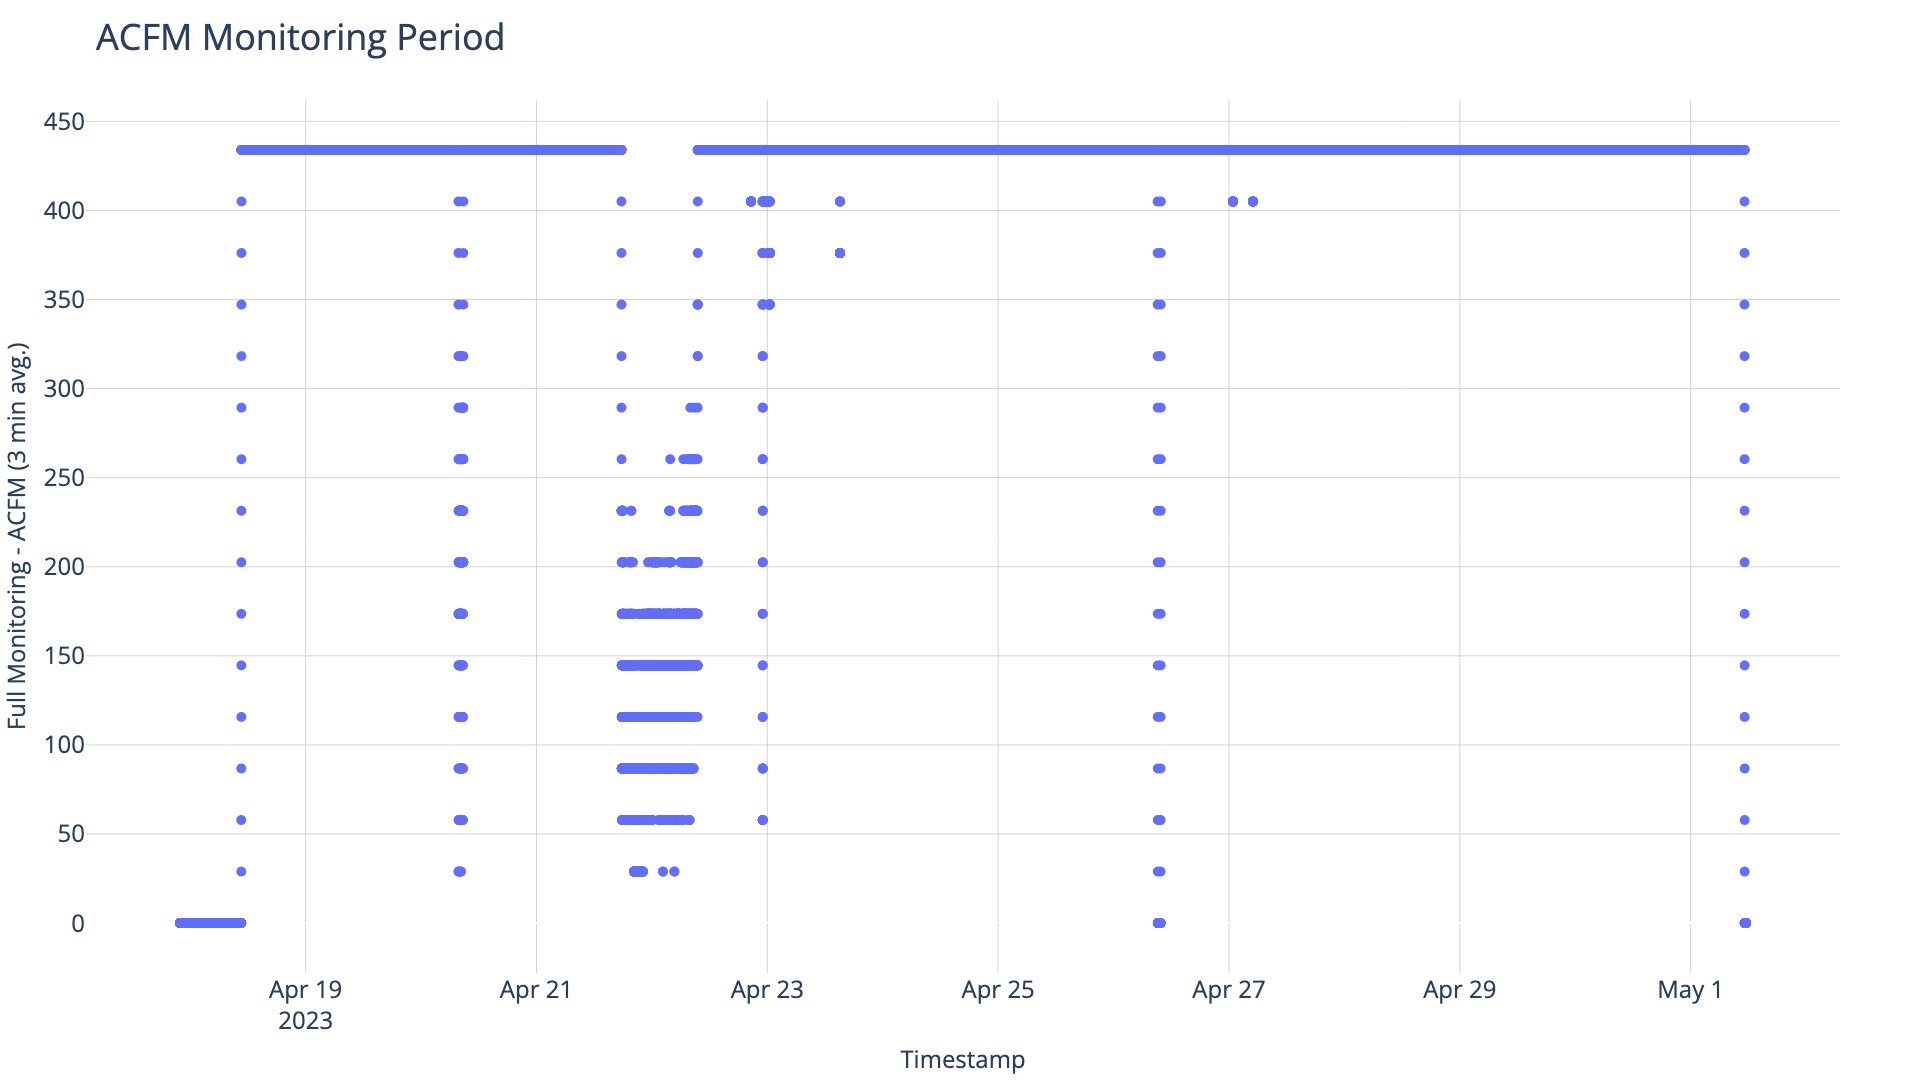 ACFM Monitoring Period
Full Monitoring - ACFM (3 min avg.)
450
400
350
300
250
200
150
100
50
0
Apr 19
2023
Apr 21
Apr 23
Apr 25
Apr 27
Apr 29
May 1
Timestamp